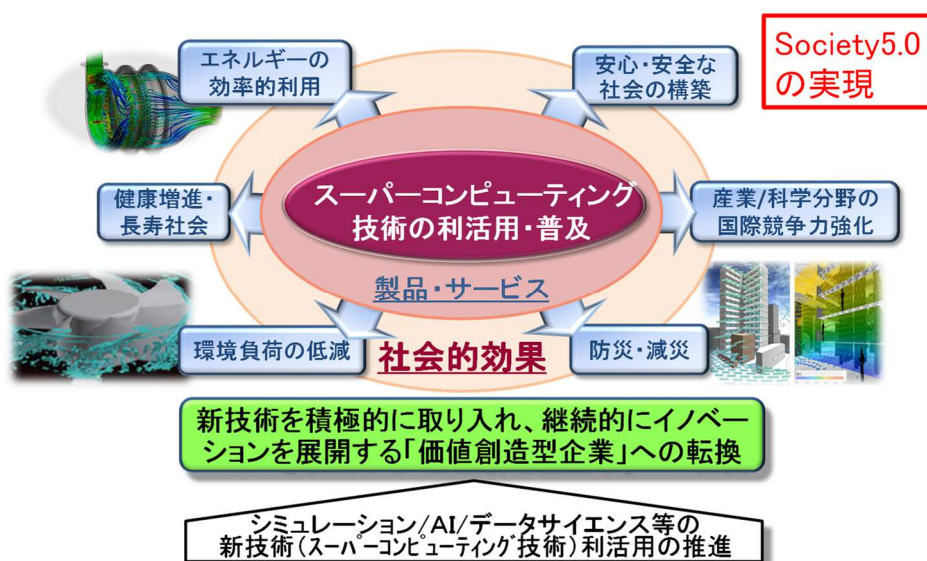 Society5.0
の実現
エネルギーの
効率的利用
安心・安全な
社会の構築
健康増進・
長寿社会
スーパーコンピューティング
技術の利活用・普及
産業/科学分野の
国際競争力強化
製品・サービス
環境負荷の低減
社会的効果
防災・減災
新技術を積極的に取り入れ、継続的にイノベー
ションを展開する「価値創造型企業」への転換
シミュレーション/AI/データサイエンス等の
新技術(スーパーコンピューティング技術)利活用の推進